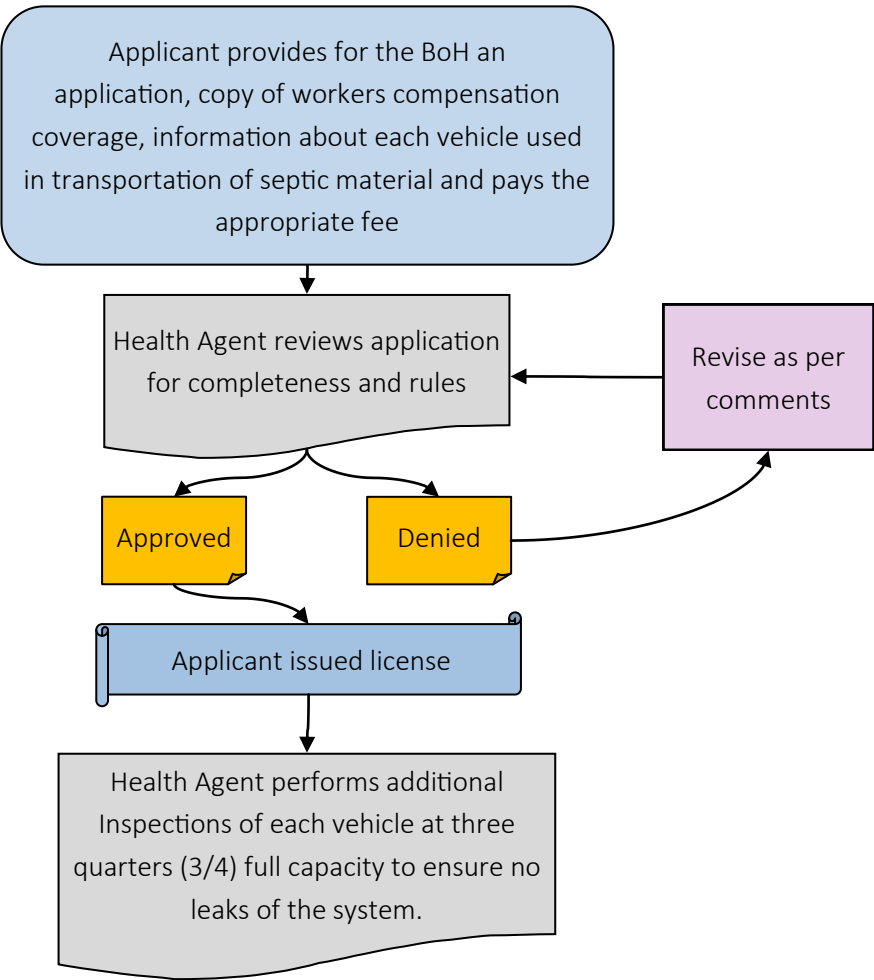 Applicant provides for the BoH an
application, copy of workers compensation
coverage, information about each vehicle used
in transportation of septic material and pays the
appropriate fee
Health Agent reviews application
for completeness and rules
Revise as per
comments
Approved
Denied
Applicant issued license
Health Agent performs additional
Inspections of each vehicle at three
quarters (3/4) full capacity to ensure no
leaks of the system.